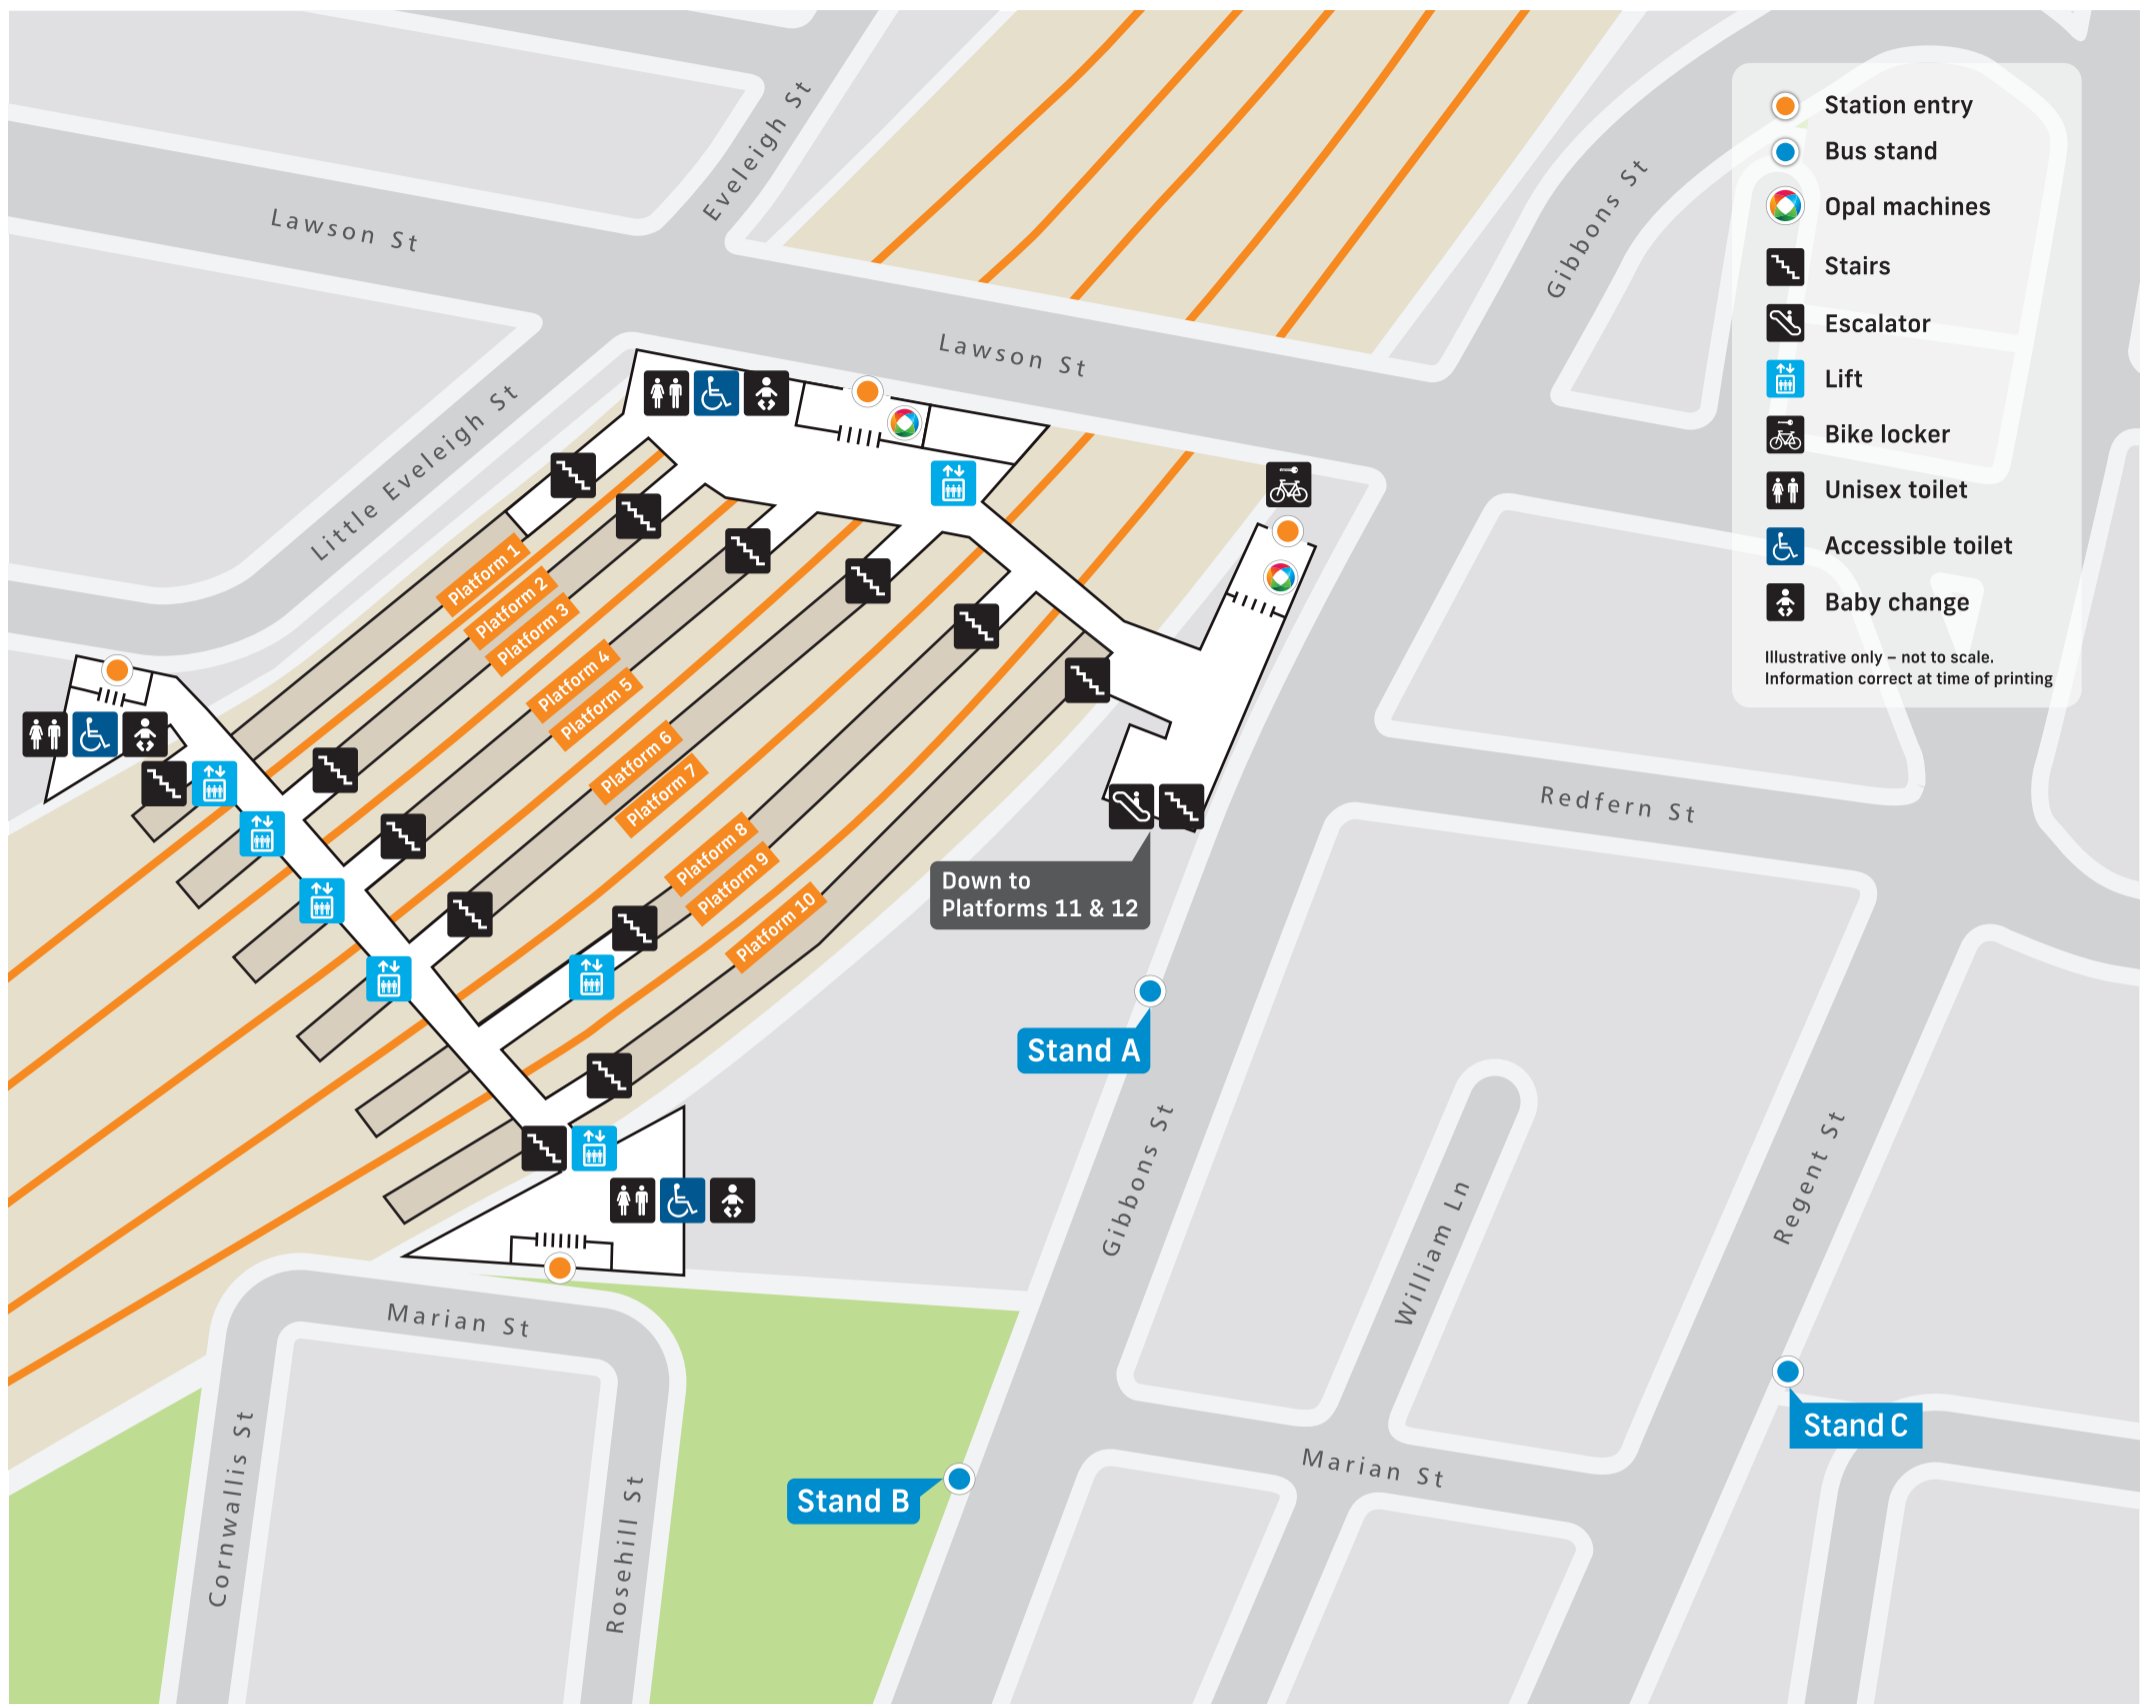 Eveleigh St
Lawson St
Gibbons St
Lawson St
Little Eveleigh St
Station entry
Bus stand
Opal machines
Stairs
Escalator
Lift
Bike locker
Unisex toilet
Accessible toilet
Baby change
Illustrative only – not to scale.
Information correct at time of printing
Platform 1
Platform 2
Platform 3
Platform 4
Platform 5
Platform 6
Platform 7
Platform 8
Platform 9
Platform 10
Redfern St
Down to
Platforms 11 & 12
Stand A
Gibbons St
William Ln
Regent St
Marian St
Stand C
Marian St
Stand B
Cornwallis St
Rosehill St